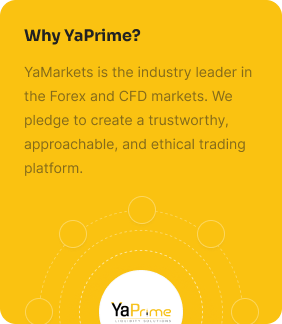 Why YaPrime?
YaMarkets is the industry leader in
the Forex and CFD markets. We
pledge to create a trustworthy,
approachable, and ethical trading
platform.
YaPrime
LIQUIDITY SOLUTIONS